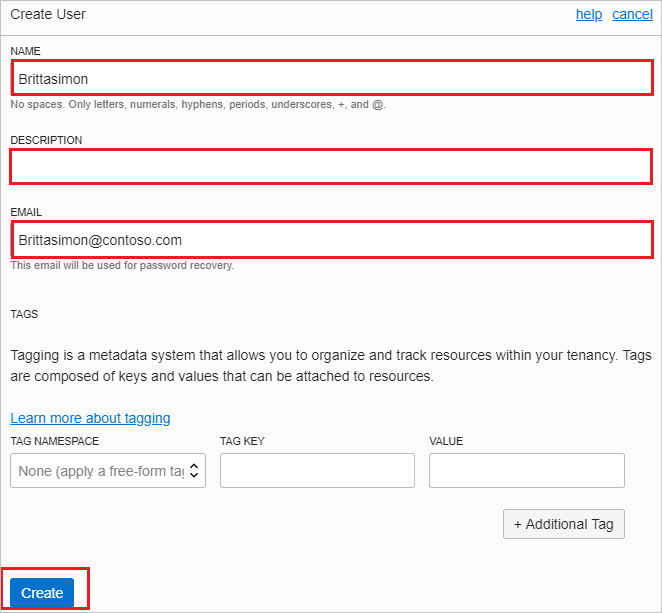 Create User help cancel
NAME
Brittasimon
No spaces. Only letters, numerals, hyphens, periods, underscores, +, and @.
DESCRIPTION
EMAIL
Brittasimon@contoso.com
This email will be used for password recovery.
TAGS
Tagging is a metadata system that allows you to organize and track resources within your tenancy. Tags
are composed of keys and values that can be attached to resources.
Learn more about tagging
TAG NAMESPACE TAG KEY VALUE
None (apply a free-form tag
+ Additional Tag
Create